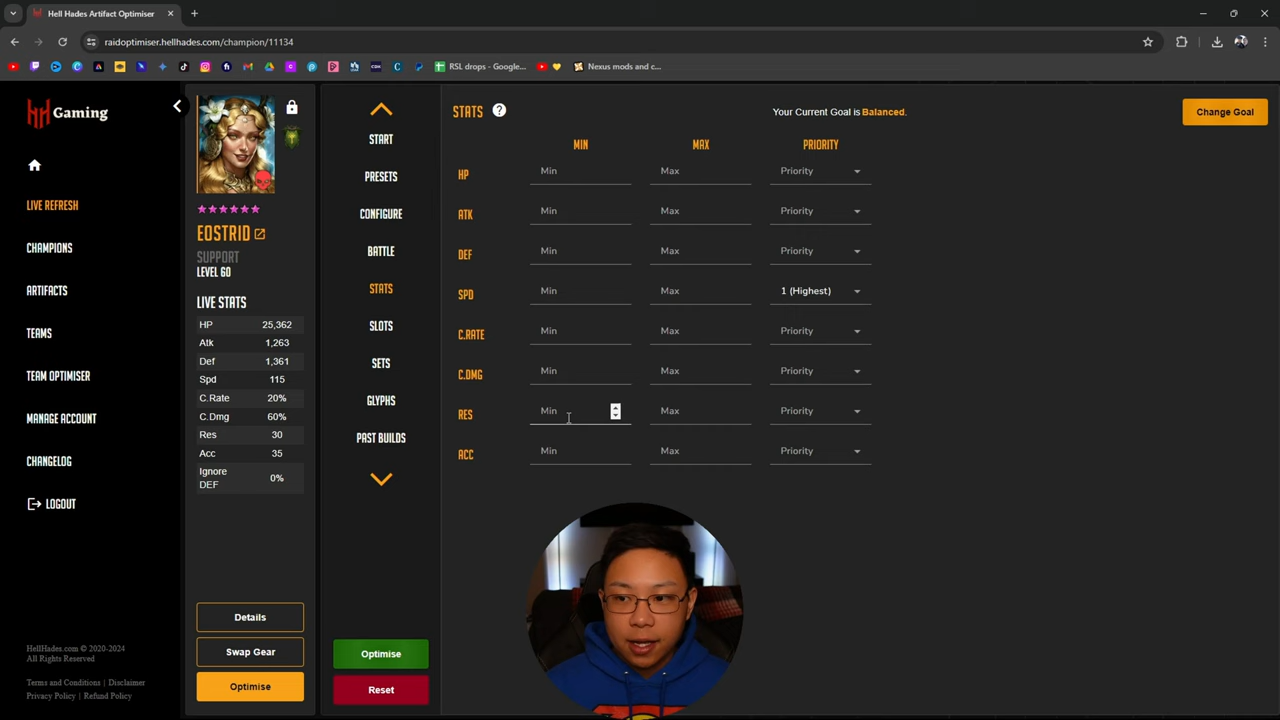 Hell Hades Artifact Optimiser
raidoptimiser.hellhades.com/champion/11134
RSL drops - Google...
Nexus mods and c...
Gaming
LIVE REFRESH
CHAMPIONS
ARTIFACTS
TEAMS
TEAM OPTIMISER
MANAGE ACCOUNT
CHANGELOG
LOGOUT
HellHades.com © 2020-2024
All Rights Reserved
Terms and Conditions | Disclaimer
Privacy Policy | Refund Policy
EOSTRID
SUPPORT
LEVEL 60
LIVE STATS
HP 25,362
Atk 1,263
Def 1,361
Spd 115
C.Rate 20%
C.Dmg 60%
Res 30
Acc 35
Ignore DEF 0%
Details
Swap Gear
Optimise
START
PRESETS
CONFIGURE
BATTLE
STATS
SLOTS
SETS
GLYPHS
PAST BUILDS
Optimise
Reset
STATS ?
Your Current Goal is Balanced.
Change Goal
MIN MAX PRIORITY
HP Min Max Priority
ATK Min Max Priority
DEF Min Max Priority
SPD Min Max 1 (Highest)
C.RATE Min Max Priority
C.DMG Min Max Priority
RES Min Max Priority
ACC Min Max Priority